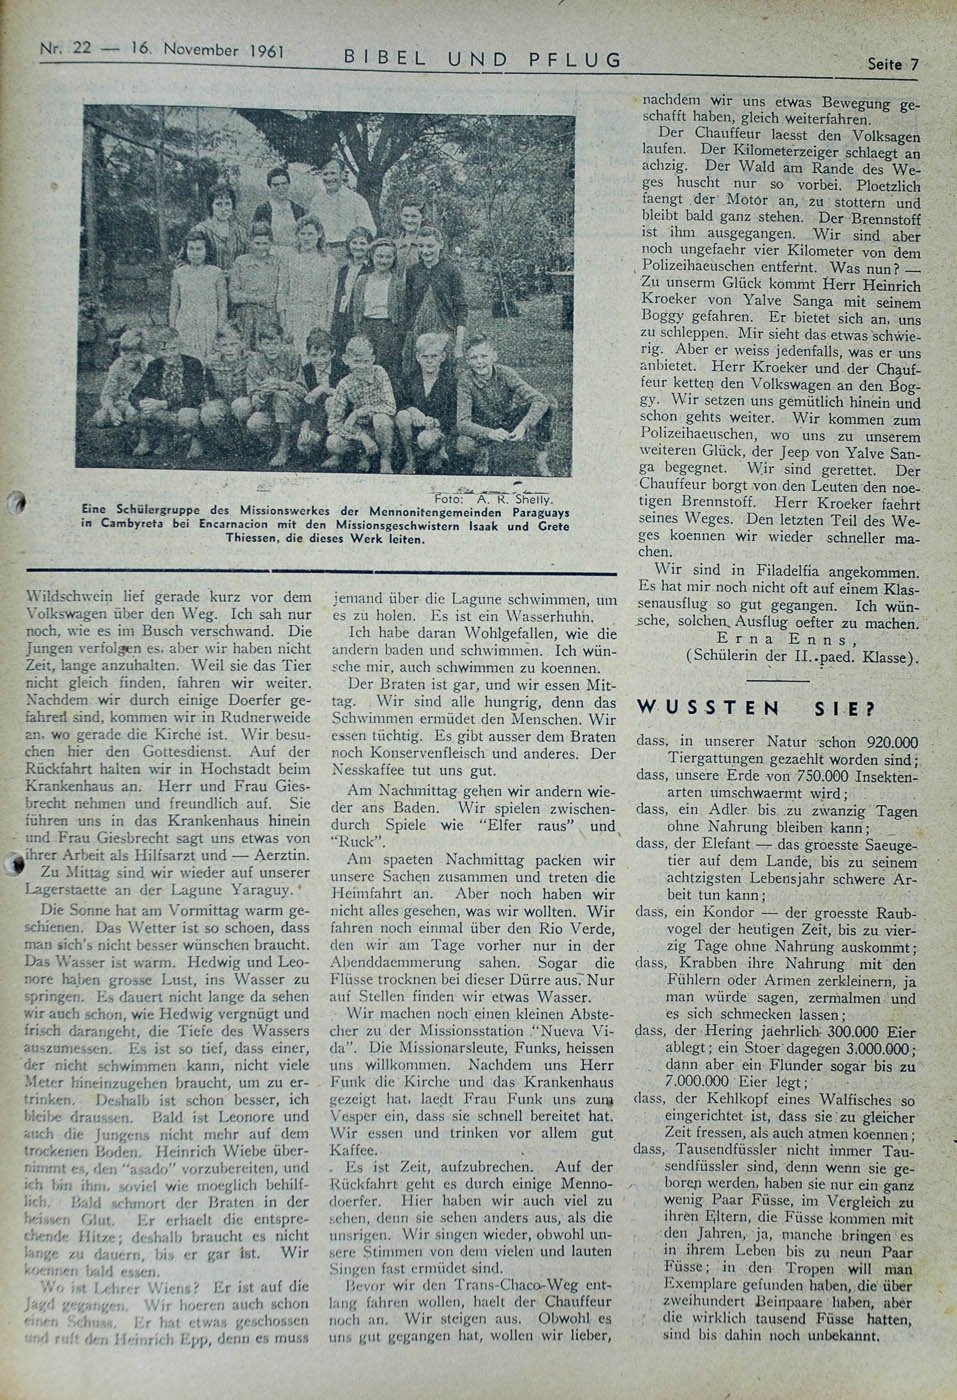 Nr. 22 — 16. November 1961
BIBEL UND PFLUG
Seite 7
Foto: A. R. Shelly.
Eine Schülergruppe des Missionswerkes der Mennonitengemeinden Paraguays
in Cambyreta bei Encarnacion mit den Missionsgeschwistern Isaak und Grete
Thiessen, die dieses Werk leiten.
Wildschwein lief gerade kurz vor dem
Volkswagen über den Weg. Ich sah nur
noch, wie es im Busch verschwand. Die
Jungen verfolgen es, aber wir haben nicht
Zeit, lange anzuhalten. Weil sie das Tier
nicht gleich finden, fahren wir weiter.
Nachdem wir durch einige Doerfer ge-
fahren sind, kommen wir in Rudnerweide
an, wo gerade die Kirche ist. Wir besu-
chen hier den Gottesdienst. Auf der
Rückfahrt halten wir in Hochstadt beim
Krankenhaus an. Herr und Frau Gies-
brecht nehmen und freundlich auf. Sie
führen uns in das Krankenhaus hinein
und Frau Giesbrecht sagt uns etwas von
ihrer Arbeit als Hilfsarzt und — Aerztin.
Zu Mittag sind wir wieder auf unserer
Lagerstaette an der Lagune Yaraguy.
Die Sonne hat am Vormittag warm ge-
schienen. Das Wetter ist so schoen, dass
man sich's nicht besser wünschen braucht.
Das Wasser ist warm. Hedwig und Leo-
nore haben grosse Lust, ins Wasser zu
springen. Es dauert nicht lange da sehen
wir auch schon, wie Hedwig vergnügt und
frisch darangeht, die Tiefe des Wassers
auszumessen. Es ist so tief, dass einer,
der nicht schwimmen kann, nicht viele
Meter hineinzugehen braucht, um zu er-
trinken. Deshalb ist schon besser, ich
bleibe draussen. Bald ist Leonore und
auch die Jungens nicht mehr auf dem
trockenen Boden. Heinrich Wiebe über-
nimmt es, den "asado" vorzubereiten, und
ich bin ihm, soviel wie moeglich behilf-
lich. Bald schmort der Braten in der
heissen Glut. Er erhaelt die entspre-
chende Hitze; deshalb braucht es nicht
lange zu dauern, bis er gar ist. Wir
koennen bald essen.
Wo ist Lehrer Wiens? Er ist auf die
Jagd gegangen. Wir hoeren auch schon
einen Schuss. Er hat etwas geschossen
und ruft den Heinrich Epp, denn es muss
jemand über die Lagune schwimmen, um
es zu holen. Es ist ein Wasserhuhn.
Ich habe daran Wohlgefallen, wie die
andern baden und schwimmen. Ich wün-
sche mir, auch schwimmen zu koennen.
Der Braten ist gar, und wir essen Mit-
tag. Wir sind alle hungrig, denn das
Schwimmen ermüdet den Menschen. Wir
essen tüchtig. Es gibt ausser dem Braten
noch Konservenfleisch und anderes. Der
Nesskaffee tut uns gut.
Am Nachmittag gehen wir andern wie-
der ans Baden. Wir spielen zwischen-
durch Spiele wie "Elfer raus" und
"Ruck".
Am spaeten Nachmittag packen wir
unsere Sachen zusammen und treten die
Heimfahrt an. Aber noch haben wir
nicht alles gesehen, was wir wollten. Wir
fahren noch einmal über den Rio Verde,
den wir am Tage vorher nur in der
Abenddaemmerung sahen. Sogar die
Flüsse trocknen bei dieser Dürre aus. Nur
auf Stellen finden wir etwas Wasser.
Wir machen noch einen kleinen Abste-
cher zu der Missionsstation "Nueva Vi-
da". Die Missionarsleute, Funks, heissen
uns willkommen. Nachdem uns Herr
Funk die Kirche und das Krankenhaus
gezeigt hat, laedt Frau Funk uns zum
Vesper ein, dass sie schnell bereitet hat.
Wir essen und trinken vor allem gut
Kaffee.
Es ist Zeit, aufzubrechen. Auf der
Rückfahrt geht es durch einige Menno-
doerfer. Hier haben wir auch viel zu
sehen, denn sie sehen anders aus, als die
unsrigen. Wir singen wieder, obwohl un-
sere Stimmen von dem vielen und lauten
Singen fast ermüdet sind.
Bevor wir den Trans-Chaco-Weg ent-
lang fahren wollen, haelt der Chauffeur
noch an. Wir steigen aus. Obwohl es
uns gut gegangen hat, wollen wir lieber,
nachdem wir uns etwas Bewegung ge-
schafft haben, gleich weiterfahren.
Der Chauffeur laesst den Volksagen
laufen. Der Kilometerzeiger schlaegt an
achzig. Der Wald am Rande des We-
ges huscht nur so vorbei. Ploetzlich
faengt der Motor an, zu stottern und
bleibt bald ganz stehen. Der Brennstoff
ist ihm ausgegangen. Wir sind aber
noch ungefaehr vier Kilometer von dem
Polizeihaeuschen entfernt. Was nun? —
Zu unserm Glück kommt Herr Heinrich
Kroeker von Yalve Sanga mit seinem
Boggy gefahren. Er bietet sich an, uns
zu schleppen. Mir sieht das etwas schwie-
rig. Aber er weiss jedenfalls, was er uns
anbietet. Herr Kroeker und der Chauf-
feur ketten den Volkswagen an den Bog-
gy. Wir setzen uns gemütlich hinein und
schon gehts weiter. Wir kommen zum
Polizeihaeuschen, wo uns zu unserem
weiteren Glück, der Jeep von Yalve San-
ga begegnet. Wir sind gerettet. Der
Chauffeur borgt von den Leuten den noe-
tigen Brennstoff. Herr Kroeker faehrt
seines Weges. Den letzten Teil des We-
ges koennen wir wieder schneller ma-
chen.
Wir sind in Filadelfia angekommen.
Es hat mir noch nicht oft auf einem Klas-
senausflug so gut gegangen. Ich wün-
sche, solchen Ausflug oefter zu machen.
Erna Enns,
(Schülerin der II. paed. Klasse).
WUSSTEN SIE?
dass, in unserer Natur schon 920.000
Tiergattungen gezaehlt worden sind;
dass, unsere Erde von 750.000 Insekten-
arten umschwaermt wird;
dass, ein Adler bis zu zwanzig Tagen
ohne Nahrung bleiben kann;
dass, der Elefant — das groesste Saeuge-
tier auf dem Lande, bis zu seinem
achtzigsten Lebensjahr schwere Ar-
beit tun kann;
dass, ein Kondor — der groesste Raub-
vogel der heutigen Zeit, bis zu vier-
zig Tage ohne Nahrung auskommt;
dass, Krabben ihre Nahrung mit den
Fühlern oder Armen zerkleinern, ja
man würde sagen, zermalmen und
es sich schmecken lassen;
dass, der Hering jaehrlich 300.000 Eier
ablegt; ein Stoer dagegen 3.000.000;
dann aber ein Flunder sogar bis zu
7.000.000 Eier legt;
dass, der Kehlkopf eines Walfisches so
eingerichtet ist, dass sie zu gleicher
Zeit fressen, als auch atmen koennen;
dass, Tausendfüssler nicht immer Tau-
sendfüssler sind, denn wenn sie ge-
boren werden, haben sie nur ein ganz
wenig Paar Füsse, im Vergleich zu
ihren Eltern, die Füsse kommen mit
den Jahren, ja, manche bringen es
in ihrem Leben bis zu neun Paar
Füsse; in den Tropen will man
Exemplare gefunden haben, die über
zweihundert Beinpaare haben, aber
die wirklich tausend Füsse hatten,
sind bis dahin noch unbekannt.